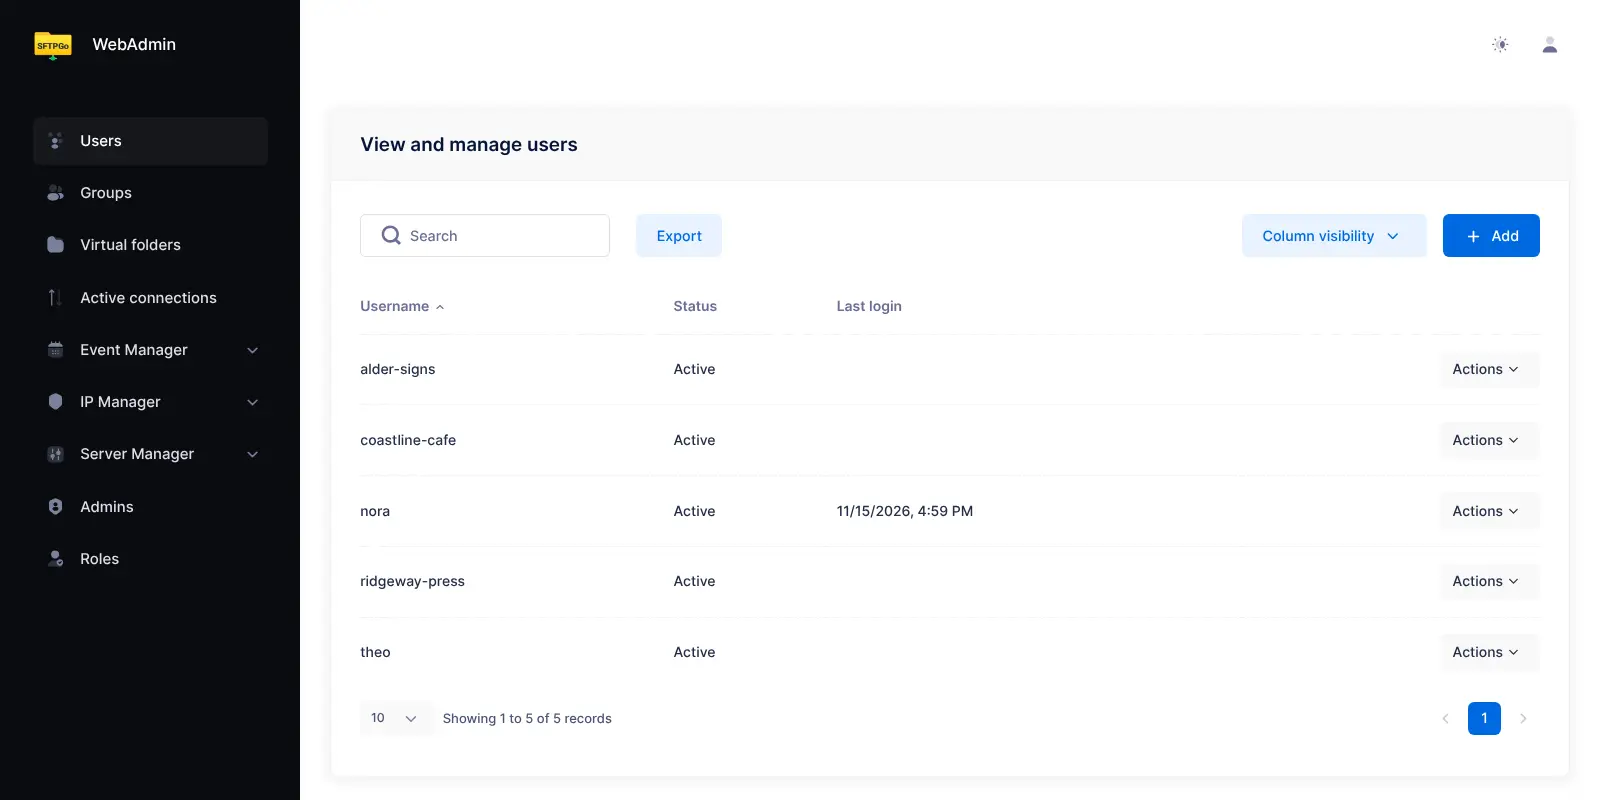 SFTPGo WebAdmin
Users
Groups
Virtual folders
Active connections
Event Manager
IP Manager
Server Manager
Admins
Roles
View and manage users
Search Export Column visibility + Add
Username Status Last login
alder-signs Active Actions
coastline-cafe Active Actions
nora Active 11/15/2026, 4:59 PM Actions
ridgeway-press Active Actions
theo Active Actions
10 Showing 1 to 5 of 5 records 1